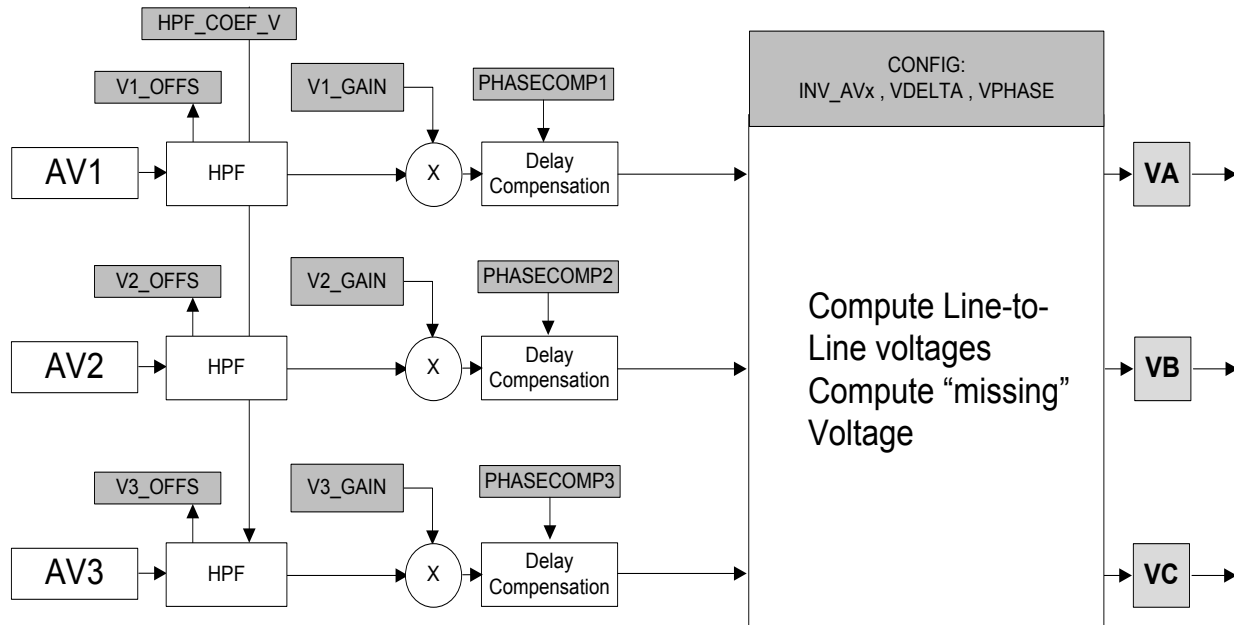 HPF_COEF_V
V1_OFFS
V1_GAIN
PHASECOMP1
CONFIG:
INV_AVx , VDELTA , VPHASE
AV1
HPF
X
Delay
Compensation
VA
V2_OFFS
V2_GAIN
PHASECOMP2
AV2
HPF
X
Delay
Compensation
Compute Line-to-
Line voltages
Compute “missing”
Voltage
VB
V3_OFFS
V3_GAIN
PHASECOMP3
AV3
HPF
X
Delay
Compensation
VC